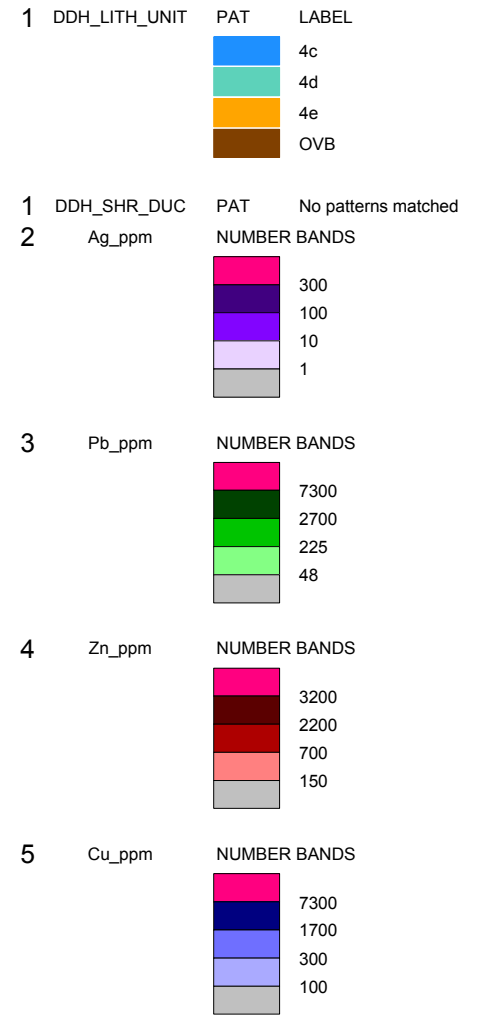 1 DDH_LITH_UNIT PAT LABEL
4c
4d
4e
OVB
1 DDH_SHR_DUC PAT No patterns matched
2 Ag_ppm NUMBER BANDS
300
100
10
1
3 Pb_ppm NUMBER BANDS
7300
2700
225
48
4 Zn_ppm NUMBER BANDS
3200
2200
700
150
5 Cu_ppm NUMBER BANDS
7300
1700
300
100